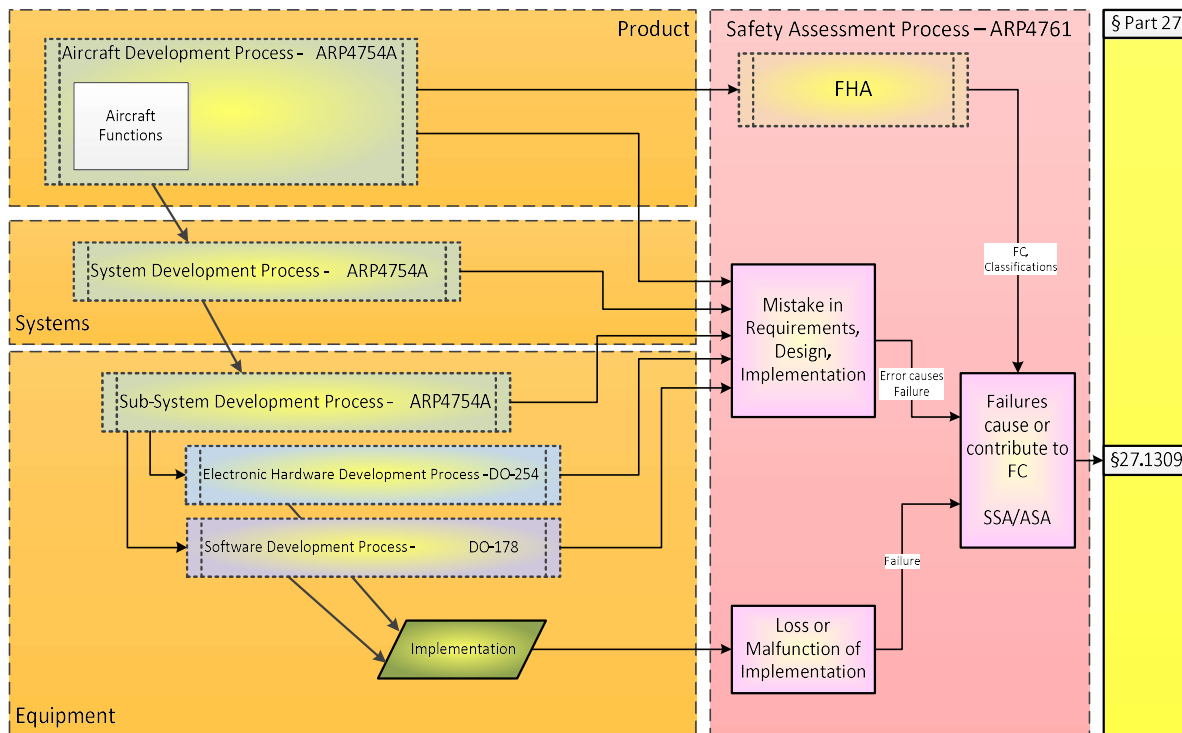 Product
Aircraft Development Process - ARP4754A
Aircraft
Functions
System Development Process - ARP4754A
Systems
Sub-System Development Process - ARP4754A
Electronic Hardware Development Process -DO-254
Software Development Process- DO-178
Implementation
Equipment
Safety Assessment Process – ARP4761
FHA
FC,
Classifications
Mistake in
Requirements,
Design,
Implementation
Error causes
Failure
Failures
cause or
contribute to
FC
SSA/ASA
Failure
Loss or
Malfunction of
Implementation
§ Part 27
§27.1309